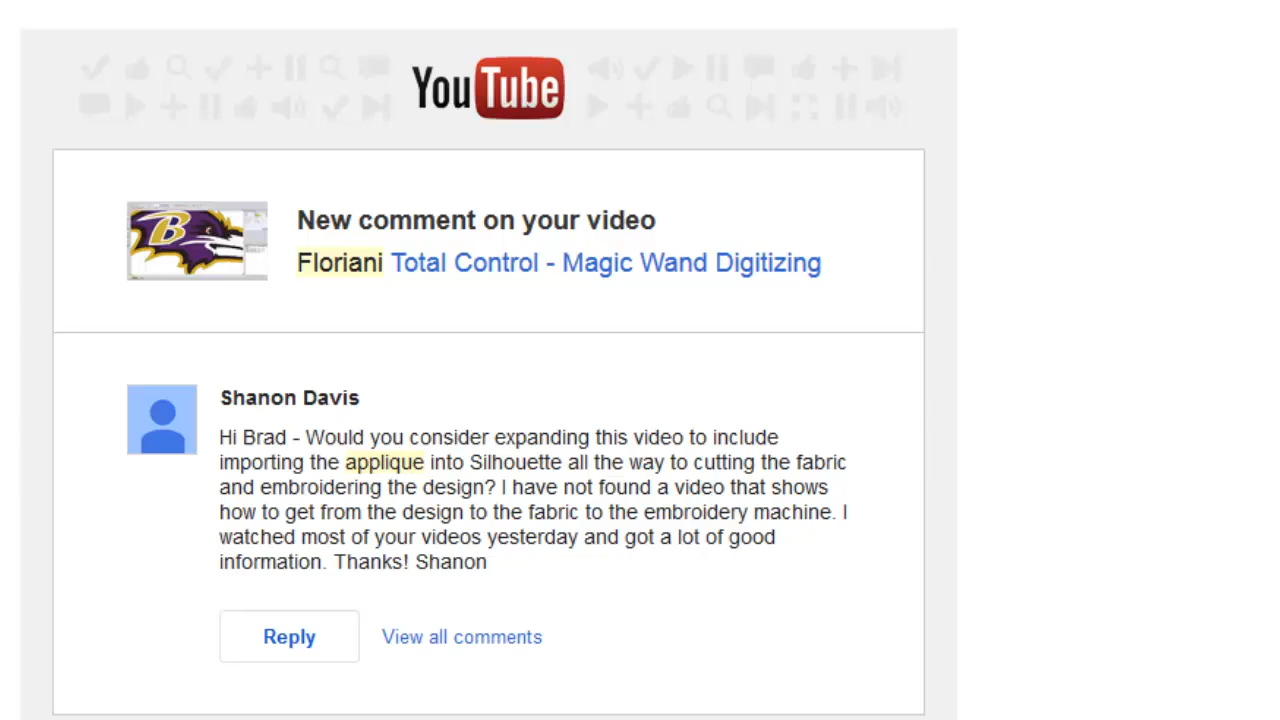 YouTube
New comment on your video
Floriani Total Control - Magic Wand Digitizing
B
Shanon Davis
Hi Brad - Would you consider expanding this video to include
importing the applique into Silhouette all the way to cutting the fabric
and embroidering the design? I have not found a video that shows
how to get from the design to the fabric to the embroidery machine. I
watched most of your videos yesterday and got a lot of good
information. Thanks! Shanon
Reply
View all comments